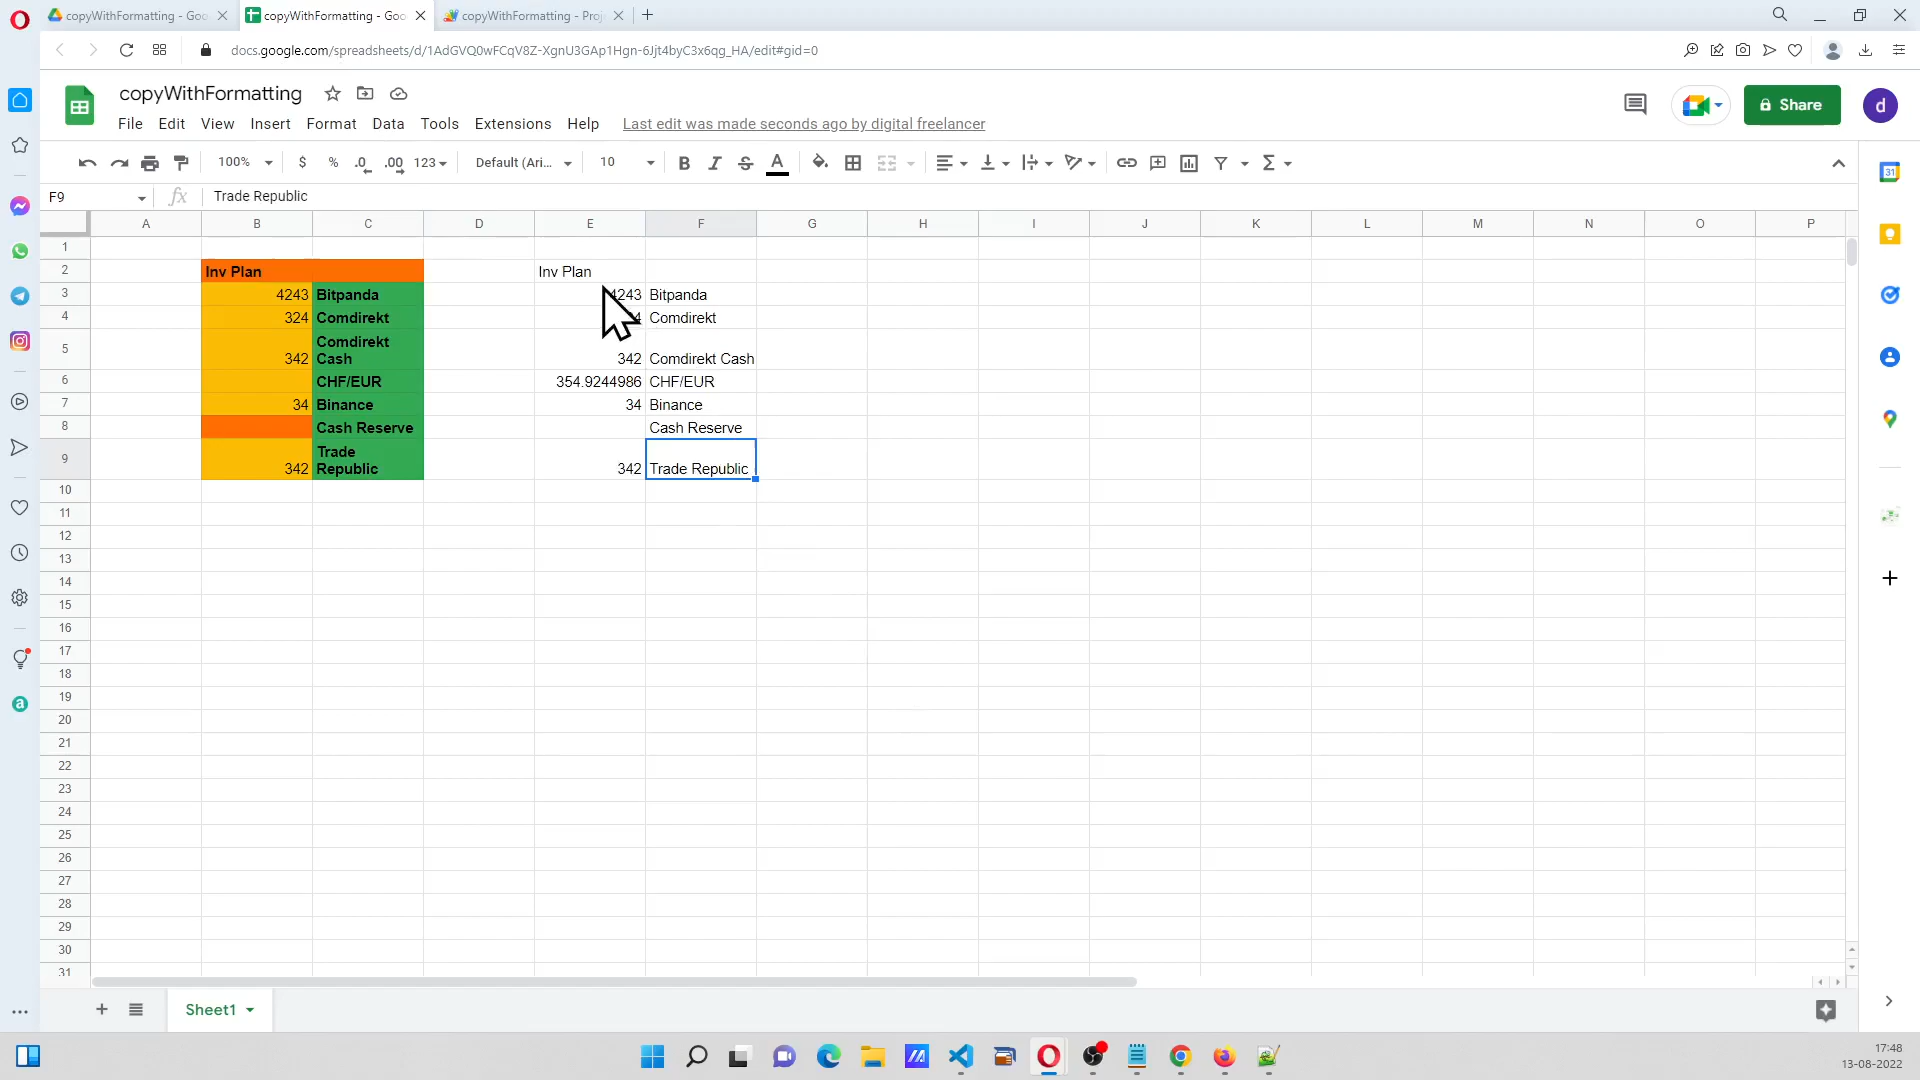 copyWithFormatting - Goo
copyWithFormatting - Goo
copyWithFormatting - Proj
docs.google.com/spreadsheets/d/1AdGVQ0wFCqV8Z-XgnU3GAp1Hgn-6Jjt4byC3x6qg_HA/edit#gid=0
copyWithFormatting
Share
d
File Edit View Insert Format Data Tools Extensions Help Last edit was made seconds ago by digital freelancer
100% $ % .0 .00 123 Default (Ari... 10 B I S A
F9 fx Trade Republic
A B C D E F G H I J K L M N O P
1
2 Inv Plan Inv Plan
3 4243 Bitpanda 4243 Bitpanda
4 324 Comdirekt 4 Comdirekt
5 342 Comdirekt Cash 342 Comdirekt Cash
6 CHF/EUR 354.9244986 CHF/EUR
7 34 Binance 34 Binance
8 Cash Reserve Cash Reserve
9 342 Trade Republic 342 Trade Republic
10
11
12
13
14
15
16
17
18
19
20
21
22
23
24
25
26
27
28
29
30
31
Sheet1
17:48
13-08-2022